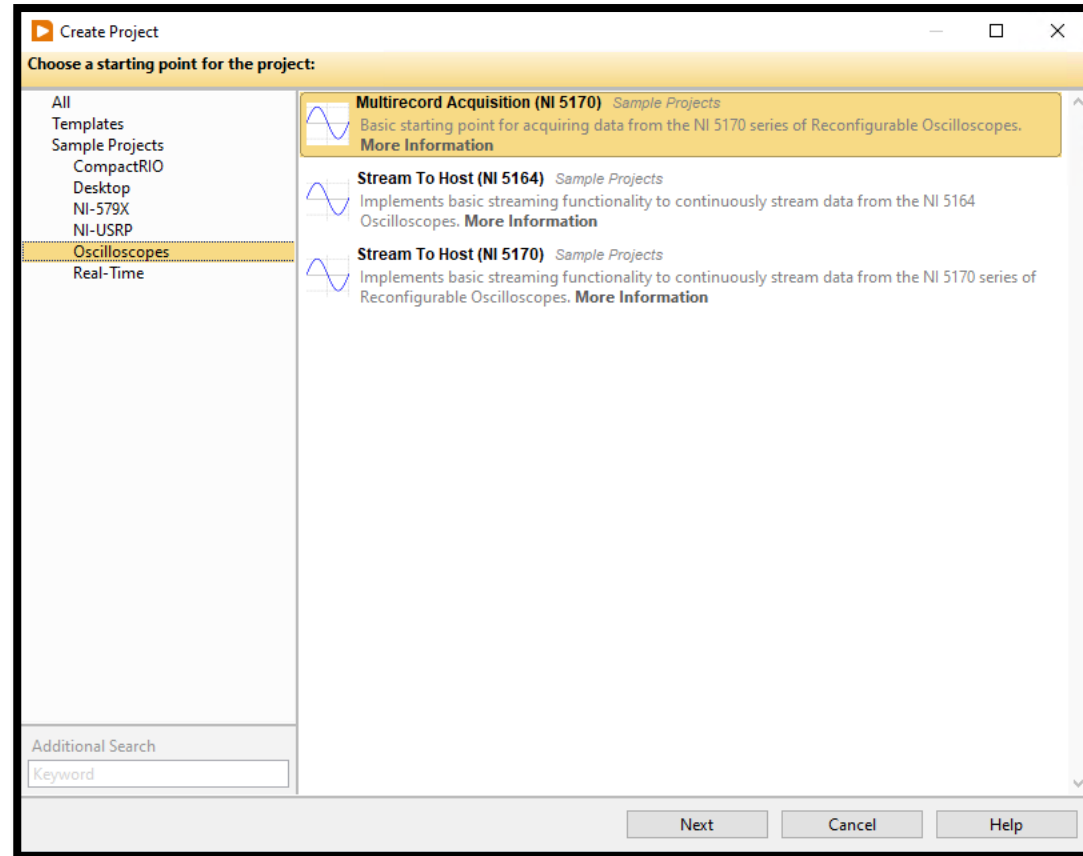 Create Project
Choose a starting point for the project:
All
Templates
Sample Projects
CompactRIO
Desktop
NI-579X
NI-USRP
Oscilloscopes
Real-Time
Multirecord Acquisition (NI 5170) Sample Projects
Basic starting point for acquiring data from the NI 5170 series of Reconfigurable Oscilloscopes.
More Information
Stream To Host (NI 5164) Sample Projects
Implements basic streaming functionality to continuously stream data from the NI 5164
Oscilloscopes. More Information
Stream To Host (NI 5170) Sample Projects
Implements basic streaming functionality to continuously stream data from the NI 5170 series of
Reconfigurable Oscilloscopes. More Information
Additional Search
Keyword
Next Cancel Help